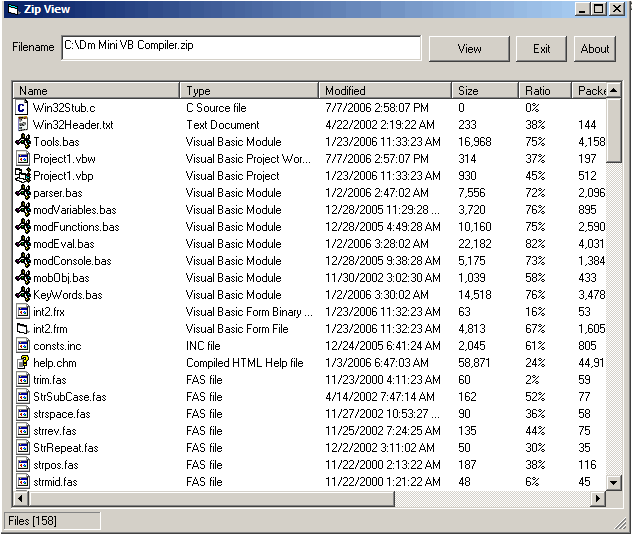 Zip View
Filename C:\Dm Mini VB Compiler.zip View Exit About
Name Type Modified Size Ratio Packe
Win32Stub.c C Source file 7/7/2006 2:58:07 PM 0 0%
Win32Header.txt Text Document 4/22/2002 2:19:22 AM 233 38% 144
Tools.bas Visual Basic Module 1/23/2006 11:33:23 AM 16,968 75% 4,158
Project1.vbw Visual Basic Project Wor... 7/7/2006 2:57:07 PM 314 37% 197
Project1.vbp Visual Basic Project 1/23/2006 11:33:23 AM 930 45% 512
parser.bas Visual Basic Module 1/2/2006 2:47:02 AM 7,556 72% 2,096
modVariables.bas Visual Basic Module 12/28/2005 11:29:28 ... 3,720 76% 895
modFunctions.bas Visual Basic Module 12/28/2005 4:49:28 AM 10,160 75% 2,590
modEval.bas Visual Basic Module 1/2/2006 3:28:02 AM 22,182 82% 4,031
modConsole.bas Visual Basic Module 12/28/2005 9:38:28 AM 5,175 73% 1,384
mobObj.bas Visual Basic Module 11/30/2002 3:02:30 AM 1,039 58% 433
KeyWords.bas Visual Basic Module 1/2/2006 3:30:02 AM 14,518 76% 3,478
int2.frx Visual Basic Form Binary ... 1/23/2006 11:32:23 AM 63 16% 53
int2.frm Visual Basic Form File 1/23/2006 11:32:23 AM 4,813 67% 1,605
consts.inc INC file 12/24/2005 6:41:24 AM 2,045 61% 805
help.chm Compiled HTML Help file 1/3/2006 6:47:03 AM 58,871 24% 44,91
trim.fas FAS file 11/23/2000 4:11:23 AM 60 2% 59
StrSubCase.fas FAS file 4/14/2002 7:47:14 AM 162 52% 77
strspace.fas FAS file 11/27/2002 10:53:27 ... 90 36% 58
strrev.fas FAS file 11/25/2002 7:24:25 AM 135 44% 75
StrRepeat.fas FAS file 12/2/2002 3:11:02 AM 50 30% 35
strpos.fas FAS file 11/22/2000 2:13:22 AM 187 38% 116
strmid.fas FAS file 11/22/2000 1:21:22 AM 48 6% 45
Files [158]